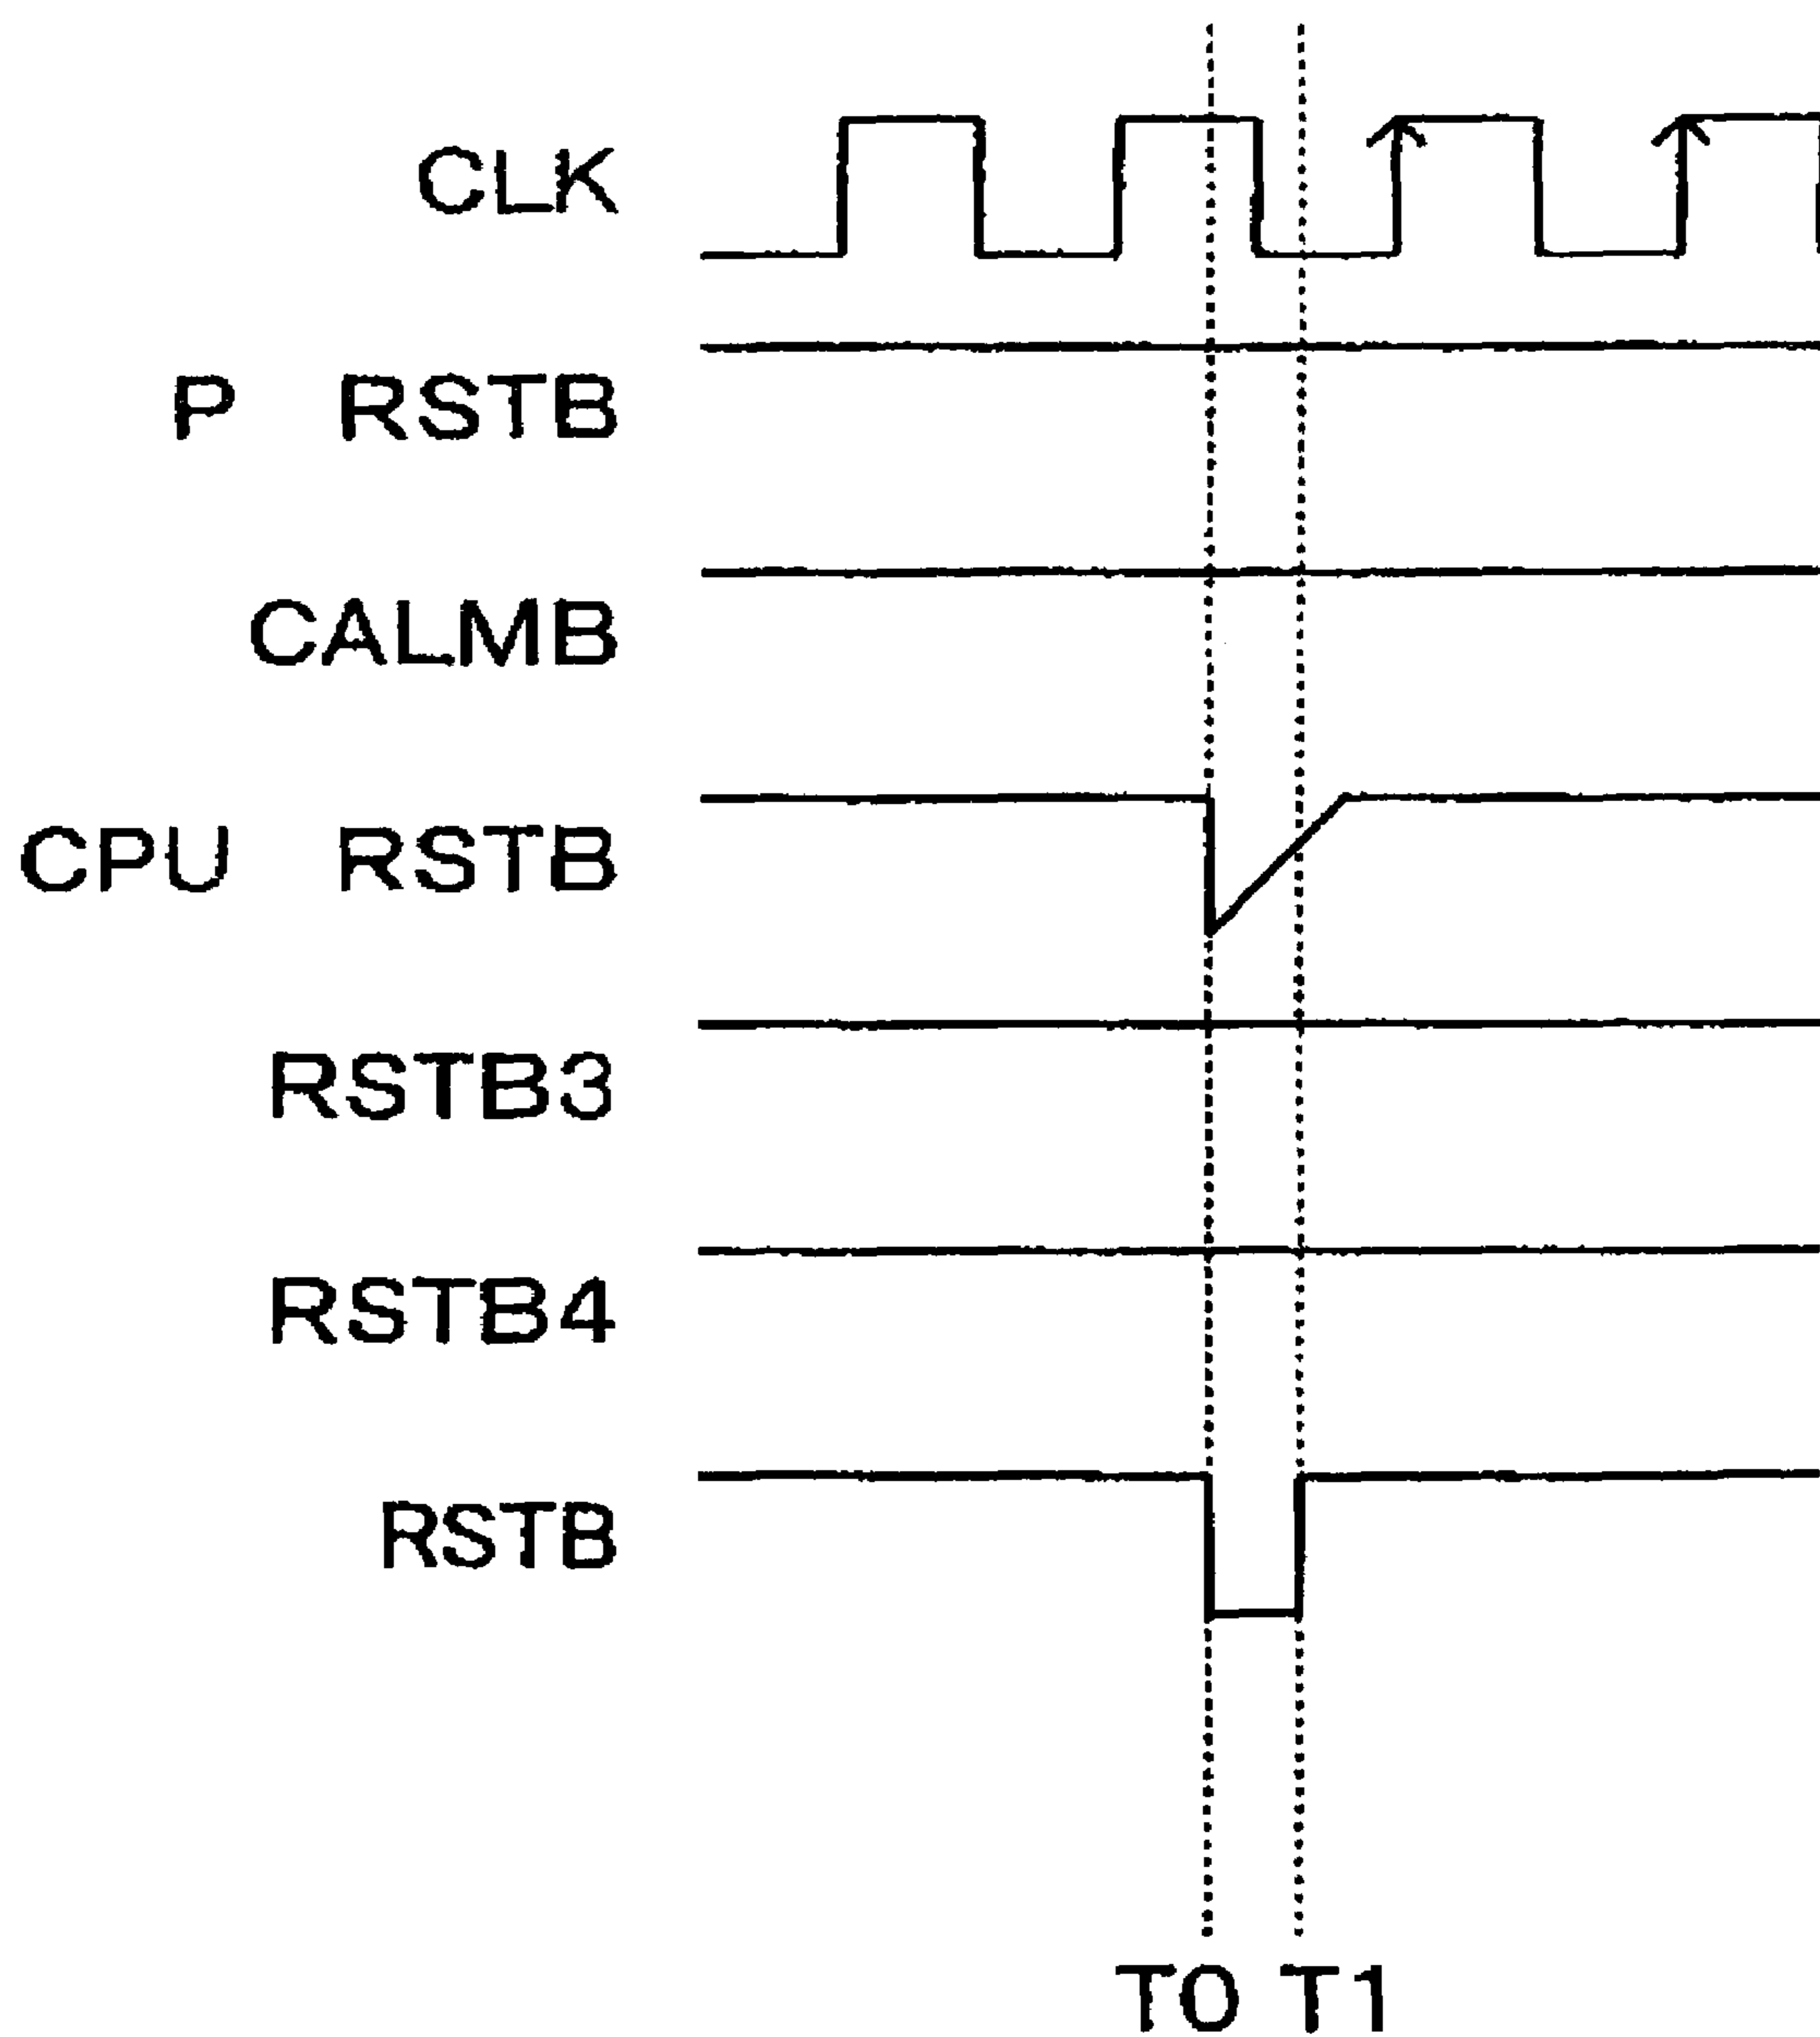 CLK
P RSTB
CALMB
CPU RSTB
RSTB3
RSTB4
RSTB
T0 T1